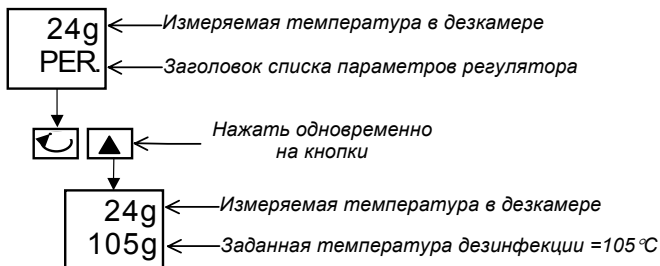 24g
Измеряемая температура в дезкамере
РЕГ.
Заголовок списка параметров регулятора
Нажать одновременно
на кнопки
24g
Измеряемая температура в дезкамере
105g
Заданная температура дезинфекции =105°C